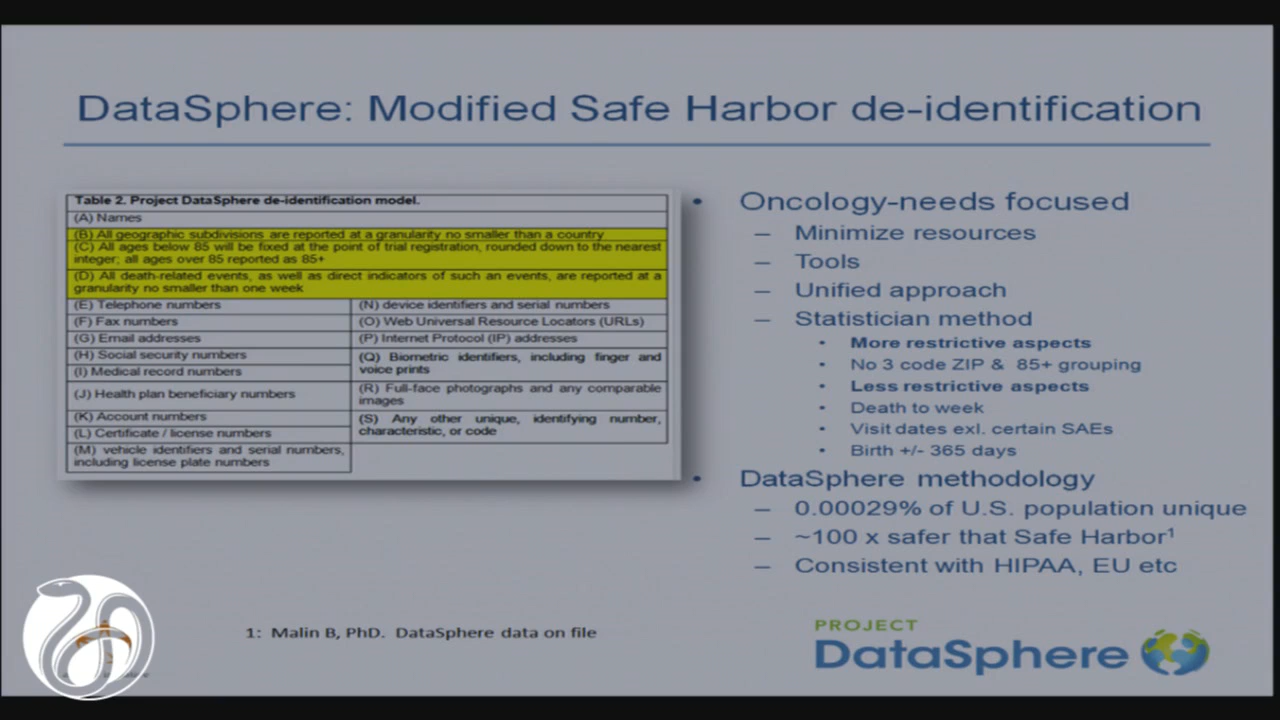 DataSphere: Modified Safe Harbor de-identification
Table 2. Project DataSphere de-identification model.
(A) Names
(B) All geographic subdivisions are reported at a granularity no smaller than a country
(C) All ages below 85 will be fixed at the point of trial registration, rounded down to the nearest
integer; all ages over 85 reported as 85+
(D) All death-related events, as well as direct indicators of such an events, are reported at a
granularity no smaller than one week
(E) Telephone numbers
(F) Fax numbers
(G) Email addresses
(H) Social security numbers
(I) Medical record numbers
(J) Health plan beneficiary numbers
(K) Account numbers
(L) Certificate / license numbers
(M) vehicle identifiers and serial numbers,
including license plate numbers
(N) device identifiers and serial numbers
(O) Web Universal Resource Locators (URLs)
(P) Internet Protocol (IP) addresses
(Q) Biometric identifiers, including finger and
voice prints
(R) Full-face photographs and any comparable
images
(S) Any other unique, identifying number,
characteristic, or code
• Oncology-needs focused
– Minimize resources
– Tools
– Unified approach
– Statistician method
• More restrictive aspects
• No 3 code ZIP & 85+ grouping
• Less restrictive aspects
• Death to week
• Visit dates exl. certain SAEs
• Birth +/- 365 days
• DataSphere methodology
– 0.00029% of U.S. population unique
– ~100 x safer that Safe Harbor¹
– Consistent with HIPAA, EU etc
1: Malin B, PhD. DataSphere data on file
PROJECT
DataSphere